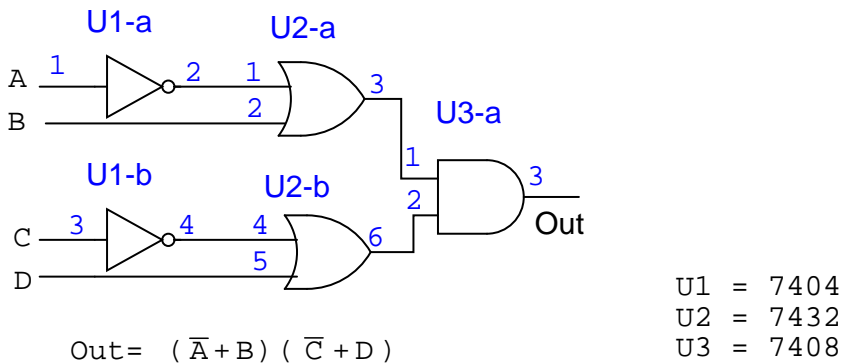 U1-a
U2-a
A 1 2 1 3
B 2
U3-a
1 3
U1-b
U2-b
2
Out
C 3 4 4 6
D 5
U1 = 7404
U2 = 7432
U3 = 7408
Out= (A̅+B)(C̅+D)